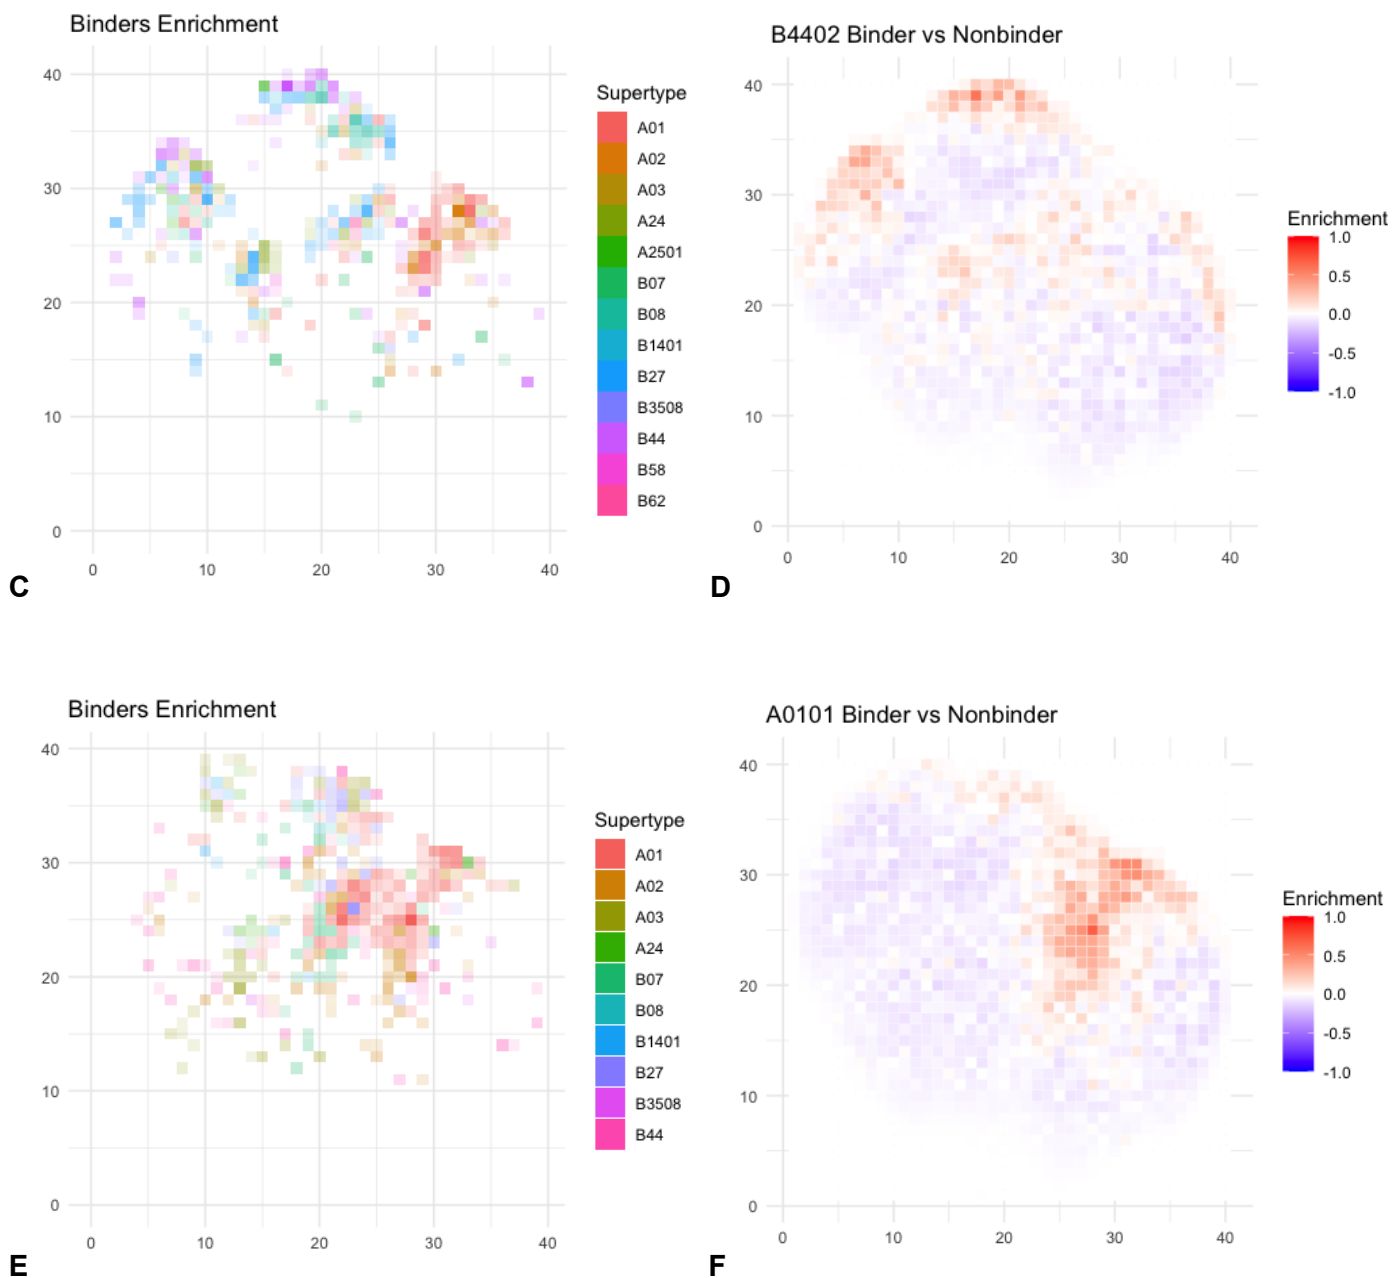 Binders Enrichment
40
30
20
10
0
0 10 20 30 40
Supertype
A01
A02
A03
A24
A2501
B07
B08
B1401
B27
B3508
B44
B58
B62
C
B4402 Binder vs Nonbinder
40
30
20
10
0
0 10 20 30 40
Enrichment
1.0
0.5
0.0
-0.5
-1.0
D
Binders Enrichment
40
30
20
10
0
0 10 20 30 40
Supertype
A01
A02
A03
A24
B07
B08
B1401
B27
B3508
B44
E
A0101 Binder vs Nonbinder
40
30
20
10
0
0 10 20 30 40
Enrichment
1.0
0.5
0.0
-0.5
-1.0
F